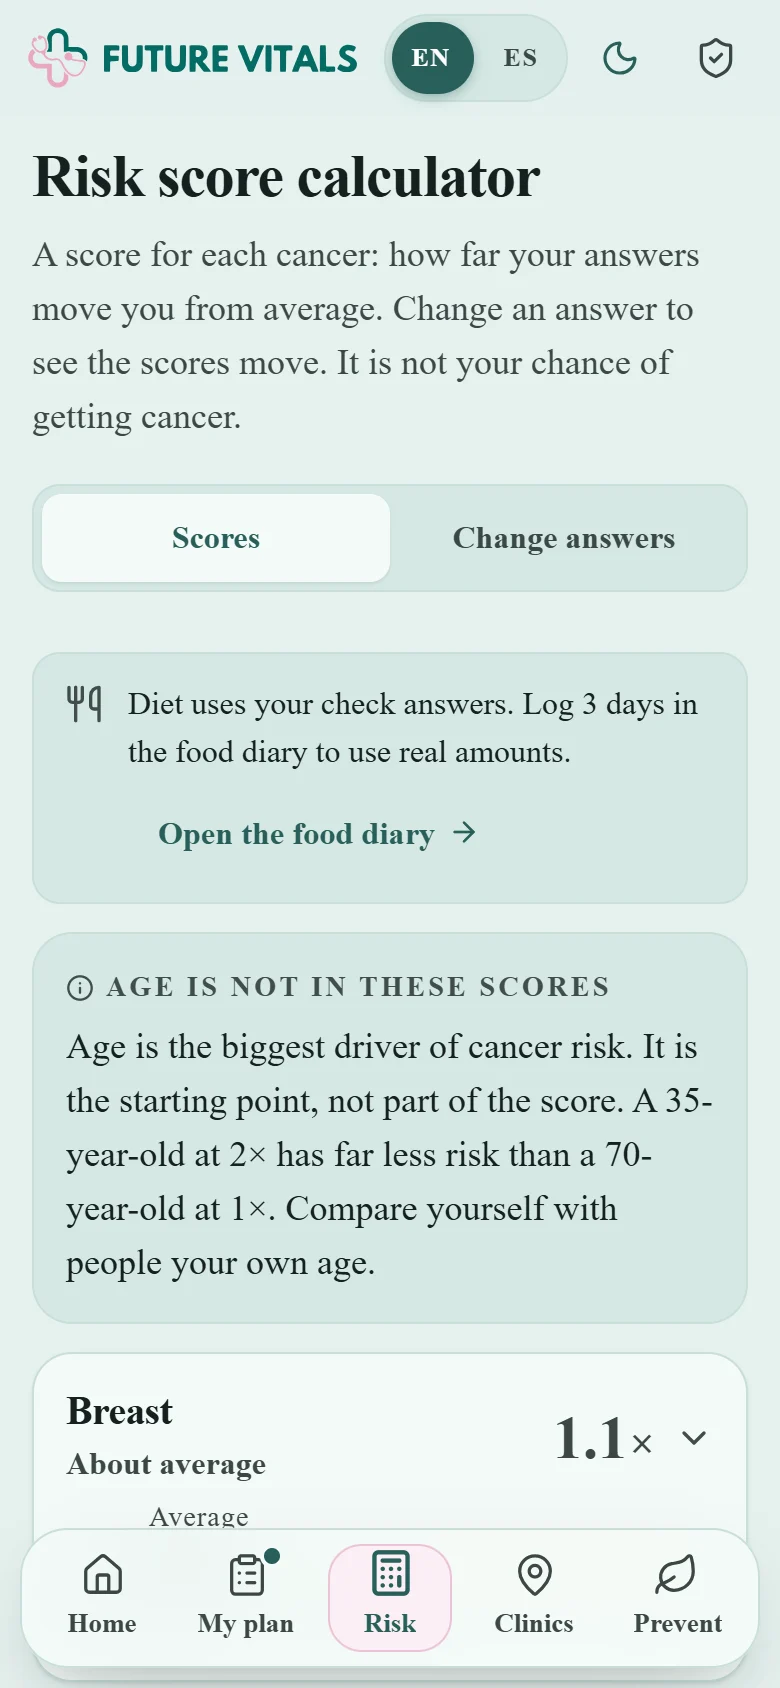 FUTURE VITALS
EN
ES
Risk score calculator
A score for each cancer: how far your answers
move you from average. Change an answer to
see the scores move. It is not your chance of
getting cancer.
Scores
Change answers
Diet uses your check answers. Log 3 days in
the food diary to use real amounts.
Open the food diary →
AGE IS NOT IN THESE SCORES
Age is the biggest driver of cancer risk. It is
the starting point, not part of the score. A 35-
year-old at 2× has far less risk than a 70-
year-old at 1×. Compare yourself with
people your own age.
Breast
1.1×
About average
Average
Home
My plan
Risk
Clinics
Prevent